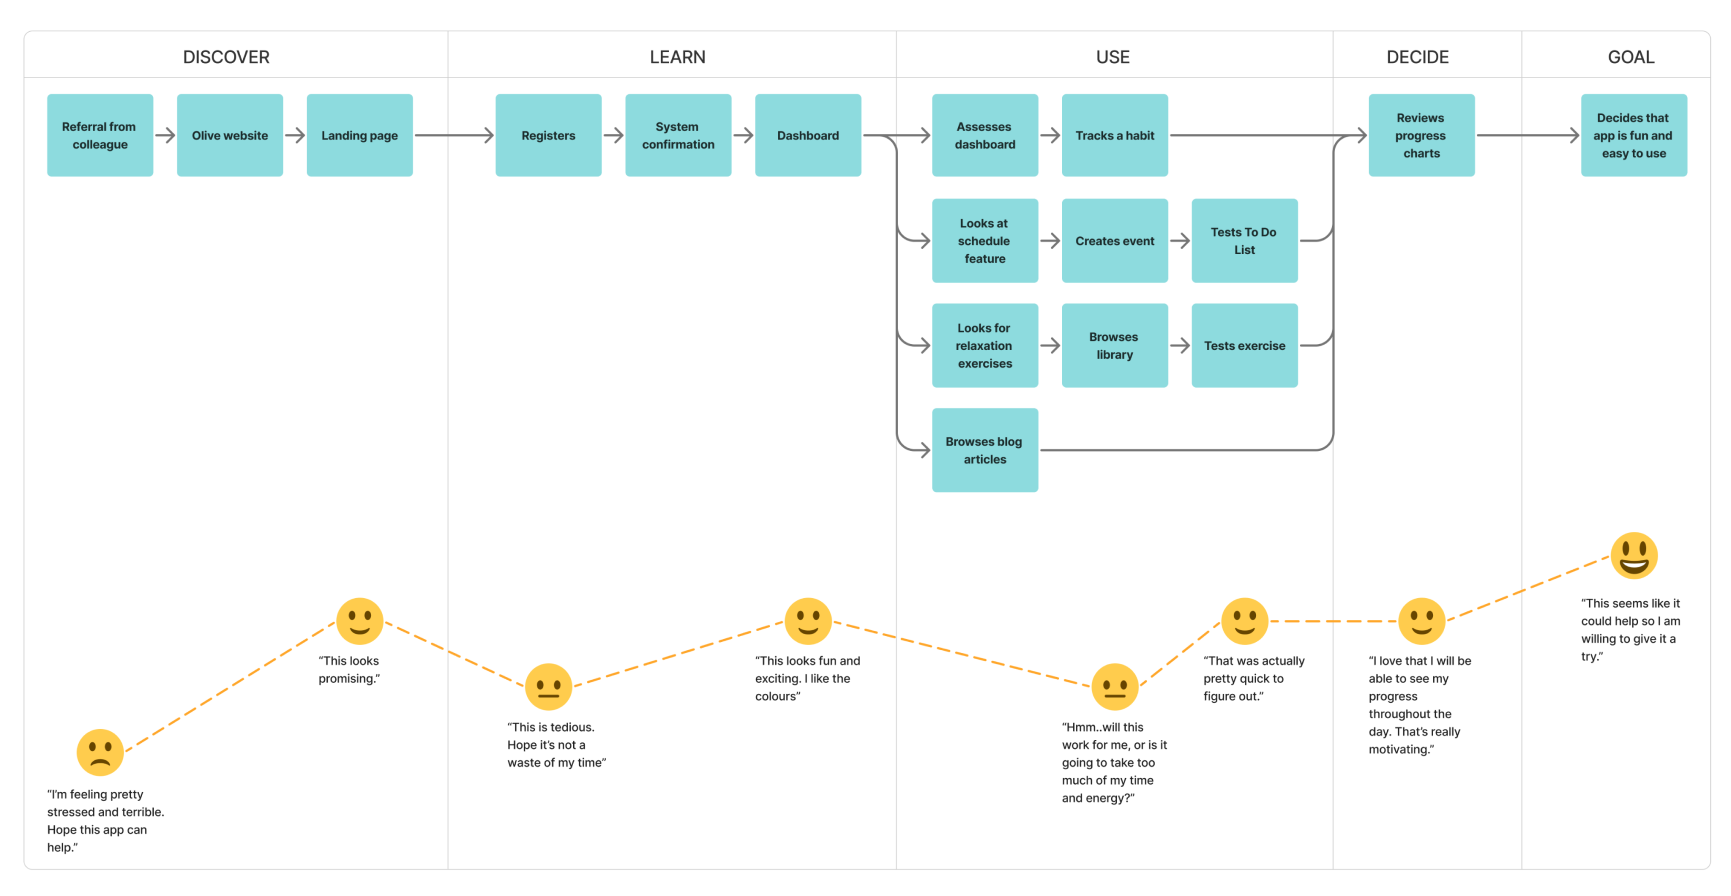 DISCOVER
LEARN
USE
DECIDE
GOAL
Referral from
colleague
Olive website
Landing page
Registers
System
confirmation
Dashboard
Assesses
dashboard
Tracks a habit
Reviews
progress
charts
Decides that
app is fun and
easy to use
Looks at
schedule
feature
Creates event
Tests To Do
List
Looks for
relaxation
exercises
Browses
library
Tests exercise
Browses blog
articles
“I’m feeling pretty
stressed and terrible.
Hope this app can
help.”
“This looks
promising.”
“This is tedious.
Hope it’s not a
waste of my time”
“This looks fun and
exciting. I like the
colours”
“Hmm..will this
work for me, or is it
going to take too
much of my time
and energy?”
“That was actually
pretty quick to
figure out.”
“I love that I will be
able to see my
progress
throughout the
day. That’s really
motivating.”
“This seems like it
could help so I am
willing to give it a
try.”